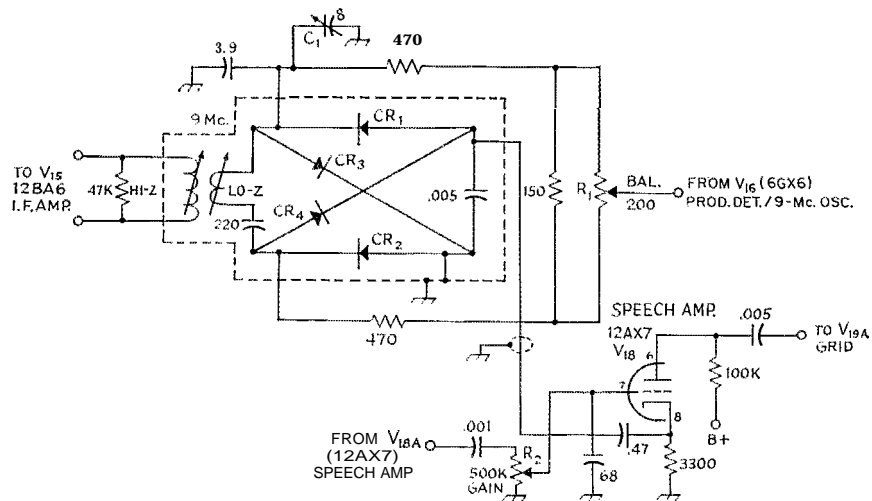 8
C1
470
3.9
9 Mc.
CR1
CR3
TO V15
12BA6
I.F. AMP.
47K
HI-Z
LO-Z
.005
150
R1
BAL.
200
FROM V16 (6GX6)
PROD. DET./9-Mc. OSC.
220
CR4
CR2
470
SPEECH AMP.
12AX7
V18
6
7
8
.005
TO V19A
GRID
100K
B+
FROM V18A
(12AX7)
SPEECH AMP
.001
R2
500K
GAIN
68
.47
3300